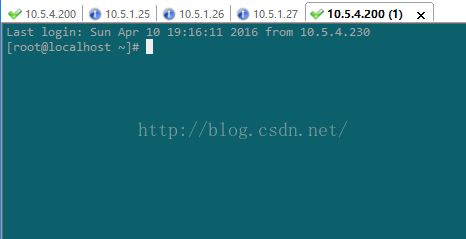 10.5.4.200 10.5.1.25 10.5.1.26 10.5.1.27 10.5.4.200 (1) ×
Last login: Sun Apr 10 19:16:11 2016 from 10.5.4.230
[root@localhost ~]#
http://blog.csdn.net/